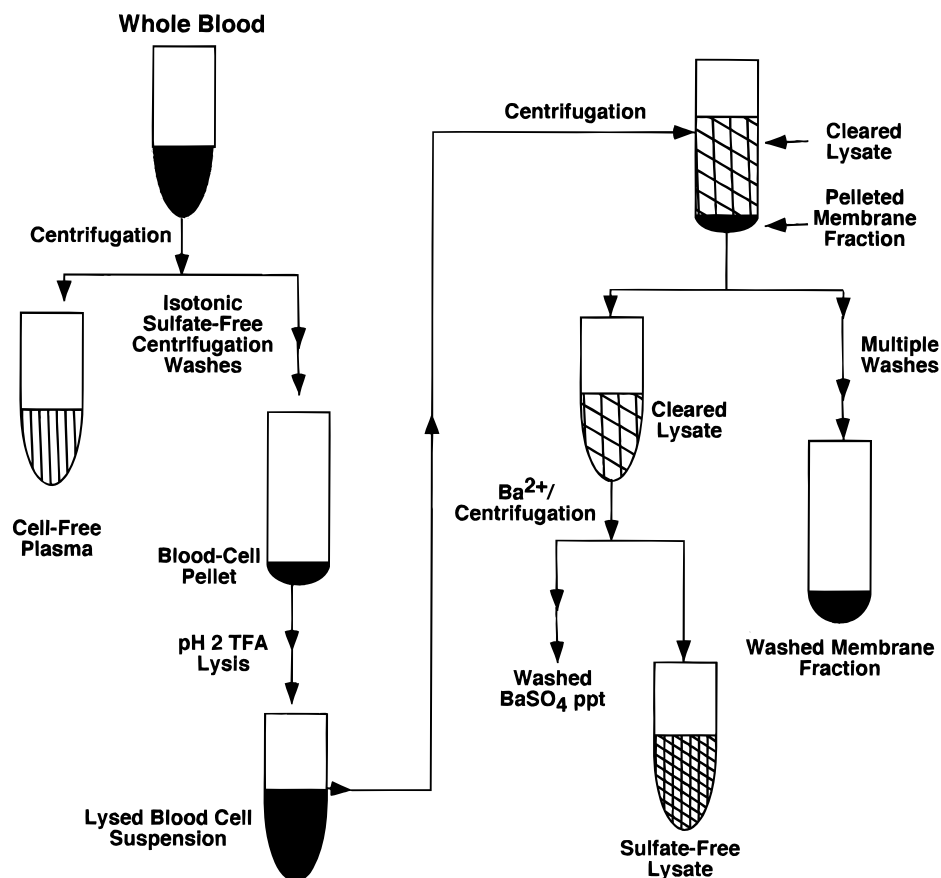 Whole Blood
Centrifugation
Isotonic
Sulfate-Free
Centrifugation
Washes
Cell-Free
Plasma
Blood-Cell
Pellet
pH 2 TFA
Lysis
Lysed Blood Cell
Suspension
Centrifugation
Cleared
Lysate
Pelleted
Membrane
Fraction
Multiple
Washes
Cleared
Lysate
Ba2+/
Centrifugation
Washed Membrane
Fraction
Washed
BaSO4 ppt
Sulfate-Free
Lysate